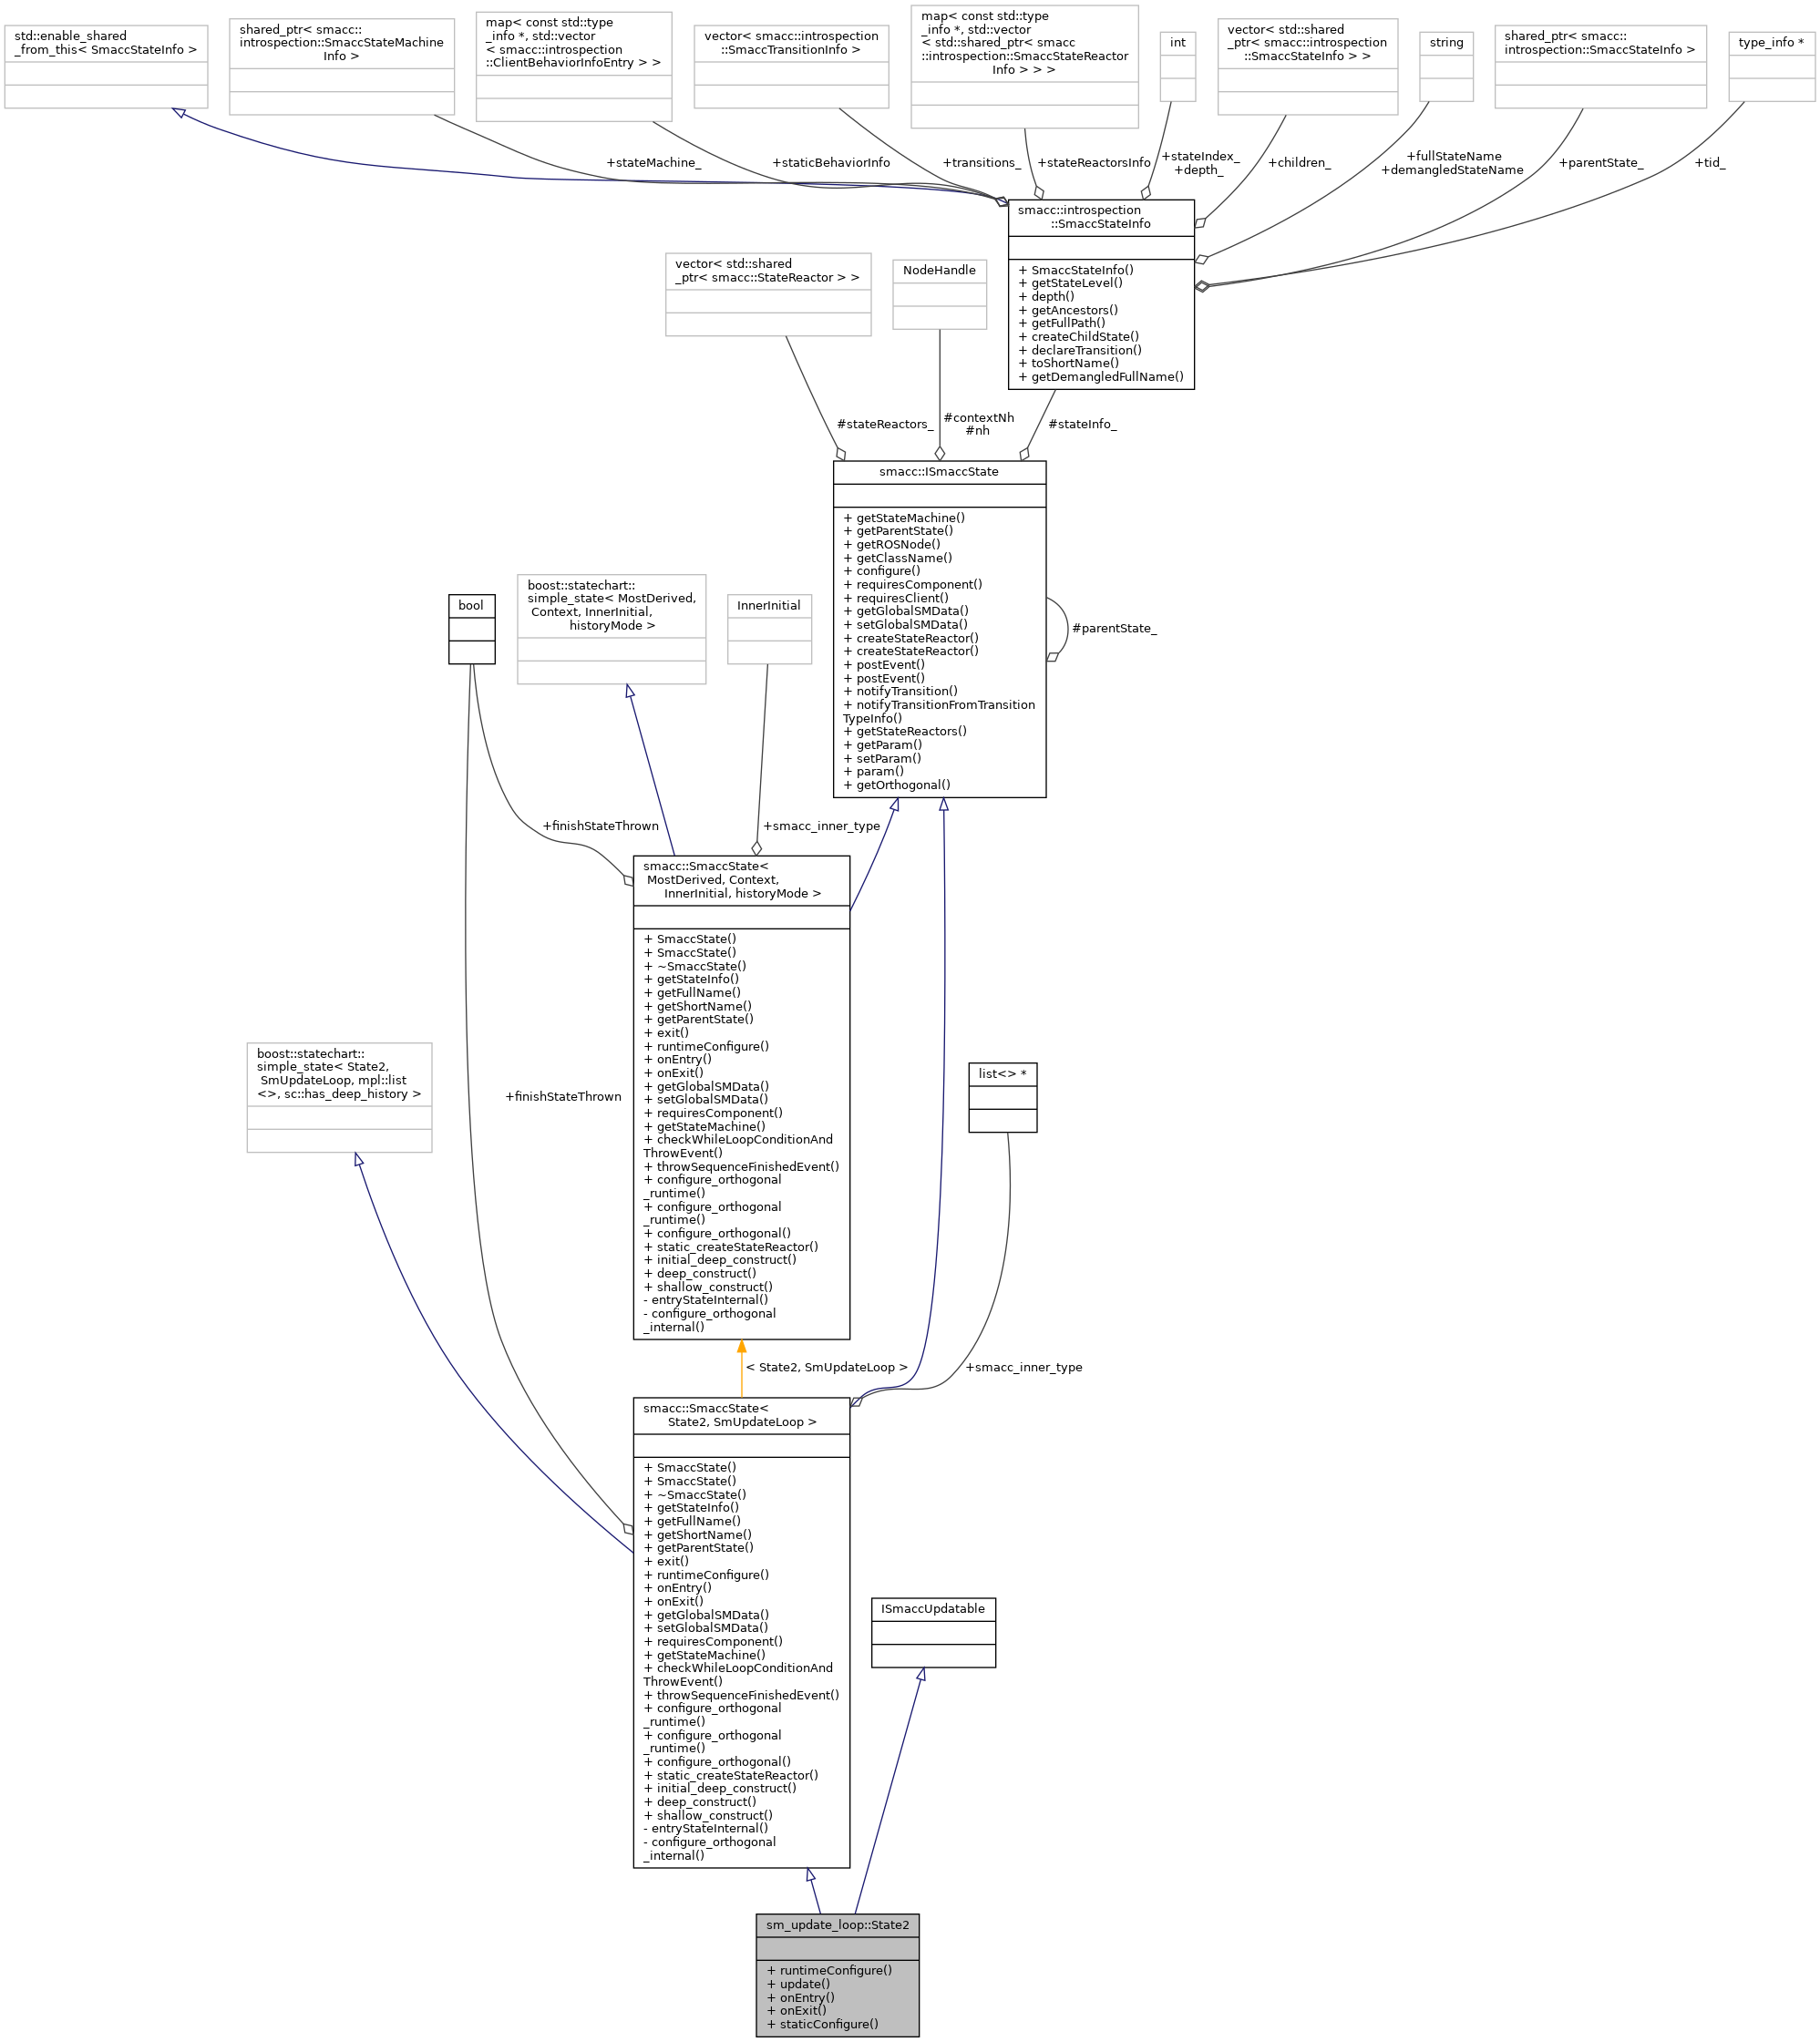 std::enable_shared
_from_this< SmaccStateInfo >
shared_ptr< smacc::
introspection::SmaccStateMachine
Info >
map< const std::type
_info *, std::vector
< smacc::introspection
::ClientBehaviorInfoEntry > >
vector< smacc::introspection
::SmaccTransitionInfo >
map< const std::type
_info *, std::vector
< std::shared_ptr< smacc
::introspection::SmaccStateReactor
Info > > >
int
vector< std::shared
_ptr< smacc::introspection
::SmaccStateInfo > >
string
shared_ptr< smacc::
introspection::SmaccStateInfo >
type_info *
+stateMachine_
+staticBehaviorInfo
+transitions_
+stateReactorsInfo
+stateIndex_
+depth_
+children_
+fullStateName
+demangledStateName
+parentState_
+tid_
smacc::introspection
::SmaccStateInfo
+ SmaccStateInfo()
+ getStateLevel()
+ depth()
+ getAncestors()
+ getFullPath()
+ createChildState()
+ declareTransition()
+ toShortName()
+ getDemangledFullName()
vector< std::shared
_ptr< smacc::StateReactor > >
NodeHandle
#stateReactors_
#contextNh
#nh
#stateInfo_
smacc::ISmaccState
+ getStateMachine()
+ getParentState()
+ getROSNode()
+ getClassName()
+ configure()
+ requiresComponent()
+ requiresClient()
+ getGlobalSMData()
+ setGlobalSMData()
+ createStateReactor()
+ createStateReactor()
+ postEvent()
+ postEvent()
+ notifyTransition()
+ notifyTransitionFromTransition
TypeInfo()
+ getStateReactors()
+ getParam()
+ setParam()
+ param()
+ getOrthogonal()
#parentState_
bool
boost::statechart::
simple_state< MostDerived,
Context, InnerInitial,
historyMode >
InnerInitial
+finishStateThrown
+smacc_inner_type
smacc::SmaccState<
MostDerived, Context,
InnerInitial, historyMode >
+ SmaccState()
+ SmaccState()
+ ~SmaccState()
+ getStateInfo()
+ getFullName()
+ getShortName()
+ getParentState()
+ exit()
+ runtimeConfigure()
+ onEntry()
+ onExit()
+ getGlobalSMData()
+ setGlobalSMData()
+ requiresComponent()
+ getStateMachine()
+ checkWhileLoopConditionAnd
ThrowEvent()
+ throwSequenceFinishedEvent()
+ configure_orthogonal
_runtime()
+ configure_orthogonal
_runtime()
+ configure_orthogonal()
+ static_createStateReactor()
+ initial_deep_construct()
+ deep_construct()
+ shallow_construct()
- entryStateInternal()
- configure_orthogonal
_internal()
boost::statechart::
simple_state< State2,
SmUpdateLoop, mpl::list
<>, sc::has_deep_history >
+finishStateThrown
list<> *
< State2, SmUpdateLoop >
+smacc_inner_type
smacc::SmaccState<
State2, SmUpdateLoop >
+ SmaccState()
+ SmaccState()
+ ~SmaccState()
+ getStateInfo()
+ getFullName()
+ getShortName()
+ getParentState()
+ exit()
+ runtimeConfigure()
+ onEntry()
+ onExit()
+ getGlobalSMData()
+ setGlobalSMData()
+ requiresComponent()
+ getStateMachine()
+ checkWhileLoopConditionAnd
ThrowEvent()
+ throwSequenceFinishedEvent()
+ configure_orthogonal
_runtime()
+ configure_orthogonal
_runtime()
+ configure_orthogonal()
+ static_createStateReactor()
+ initial_deep_construct()
+ deep_construct()
+ shallow_construct()
- entryStateInternal()
- configure_orthogonal
_internal()
ISmaccUpdatable
sm_update_loop::State2
+ runtimeConfigure()
+ update()
+ onEntry()
+ onExit()
+ staticConfigure()